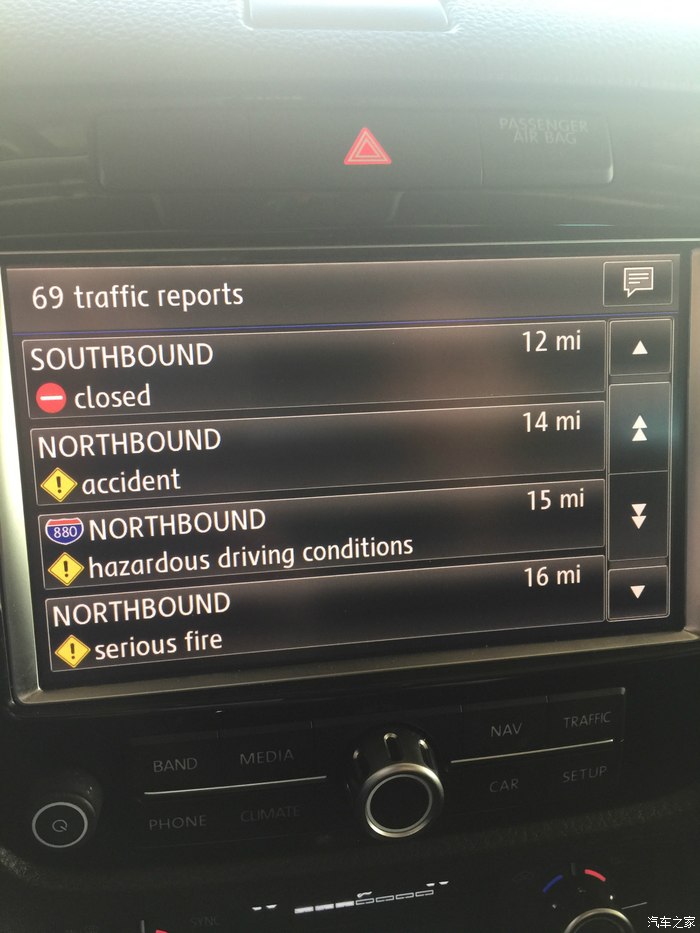 PASSENGER
AIR BAG
69 traffic reports
SOUTHBOUND 12 mi
closed
NORTHBOUND 14 mi
accident
880 NORTHBOUND 15 mi
hazardous driving conditions
NORTHBOUND 16 mi
serious fire
BAND MEDIA NAV TRAFFIC
PHONE CLIMATE CAR SETUP
SYNC
汽车之家